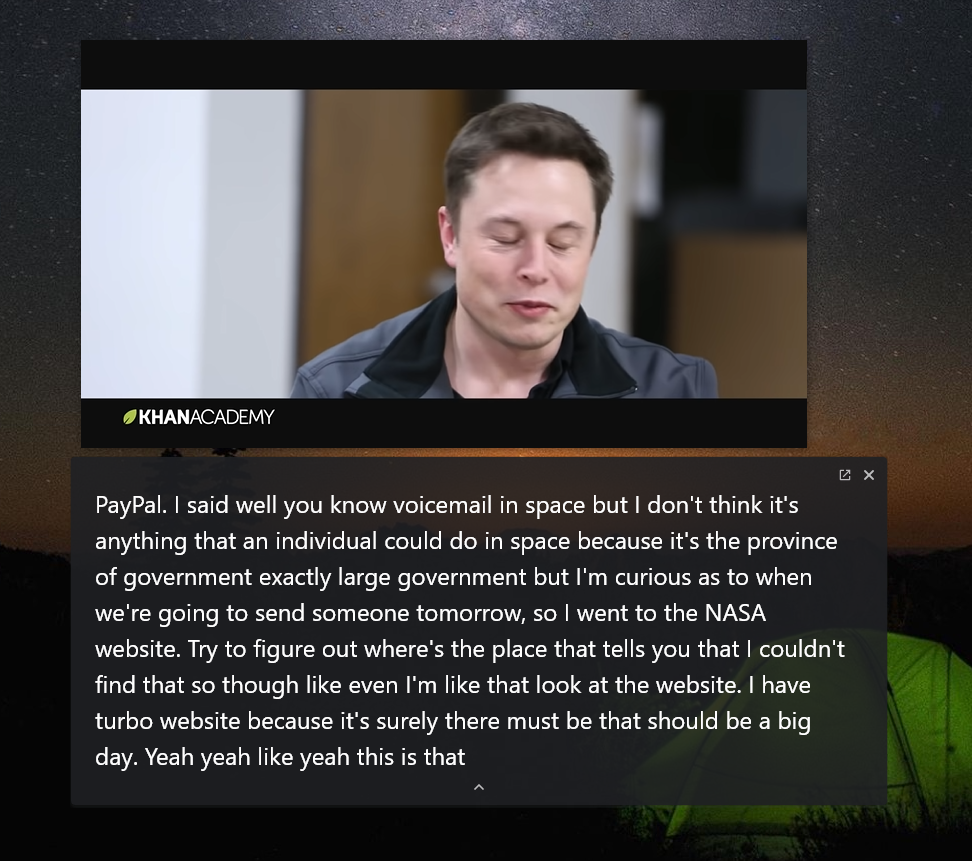 KHANACADEMY
PayPal. I said well you know voicemail in space but I don't think it's
anything that an individual could do in space because it's the province
of government exactly large government but I'm curious as to when
we're going to send someone tomorrow, so I went to the NASA
website. Try to figure out where's the place that tells you that I couldn't
find that so though like even I'm like that look at the website. I have
turbo website because it's surely there must be that should be a big
day. Yeah yeah like yeah this is that